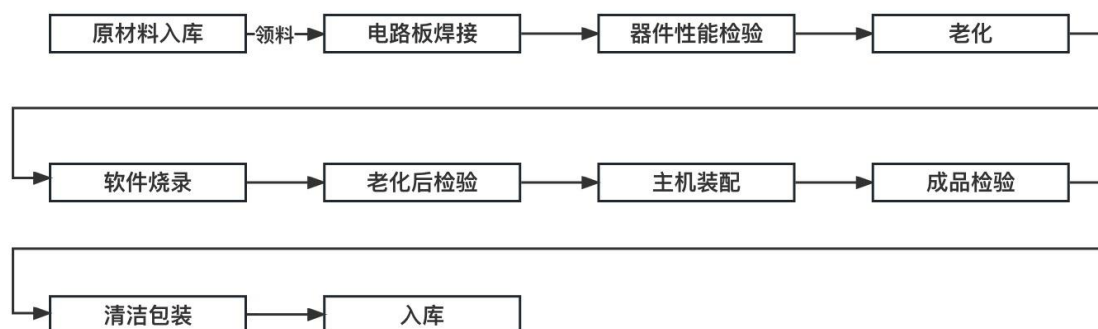 原材料入库
领料
电路板焊接
器件性能检验
老化
软件烧录
老化后检验
主机装配
成品检验
清洁包装
入库